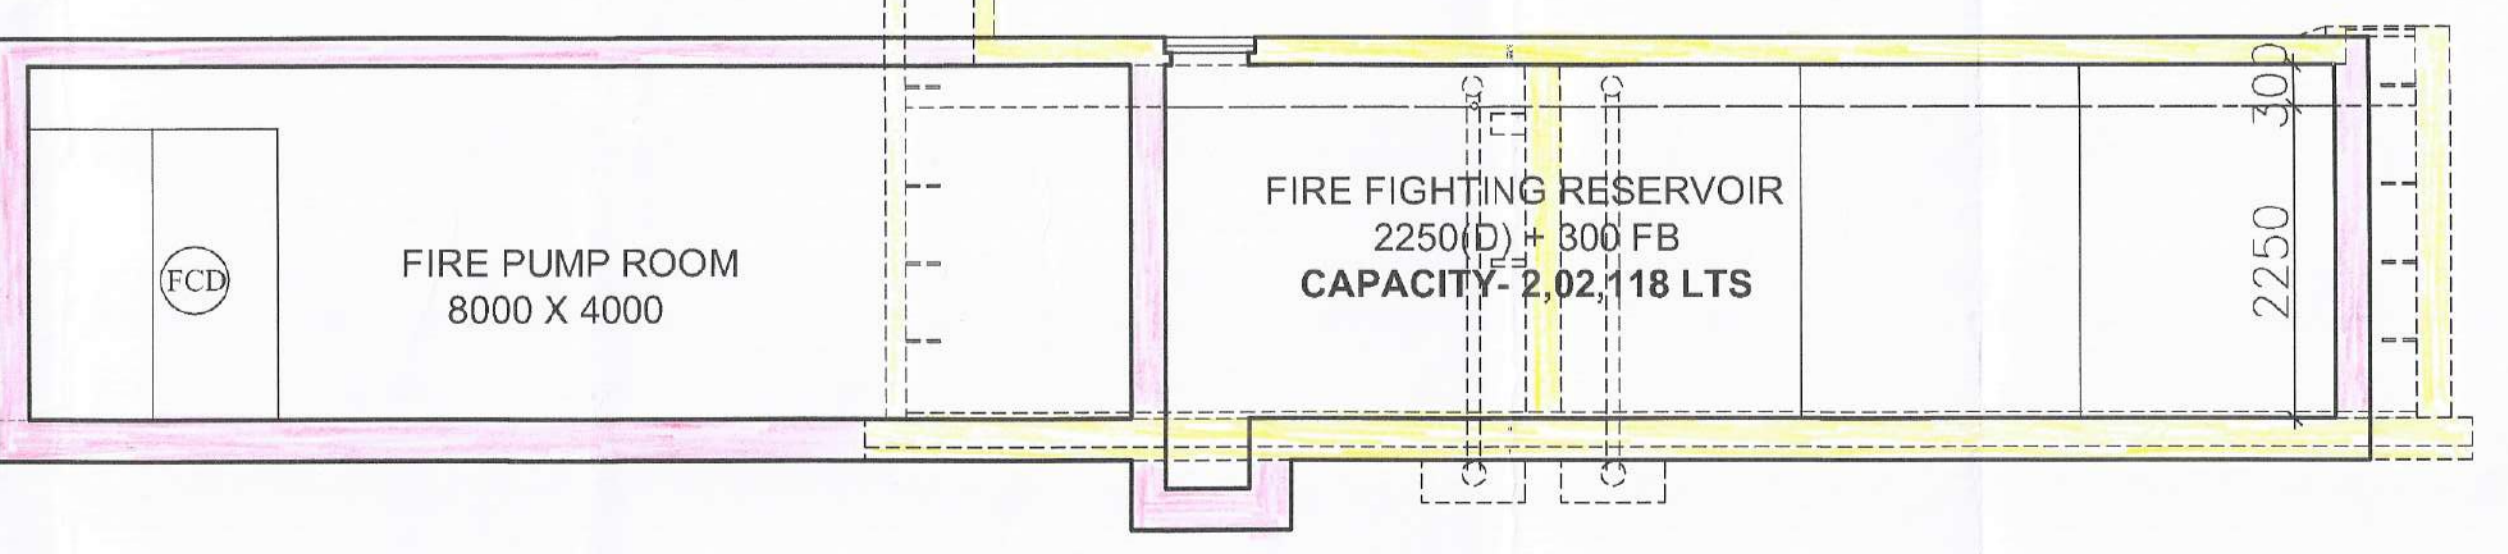 FCD
FIRE PUMP ROOM
8000 X 4000
FIRE FIGHTING RESERVOIR
2250(D) + 300 FB
CAPACITY- 2,02,118 LTS
300
2250